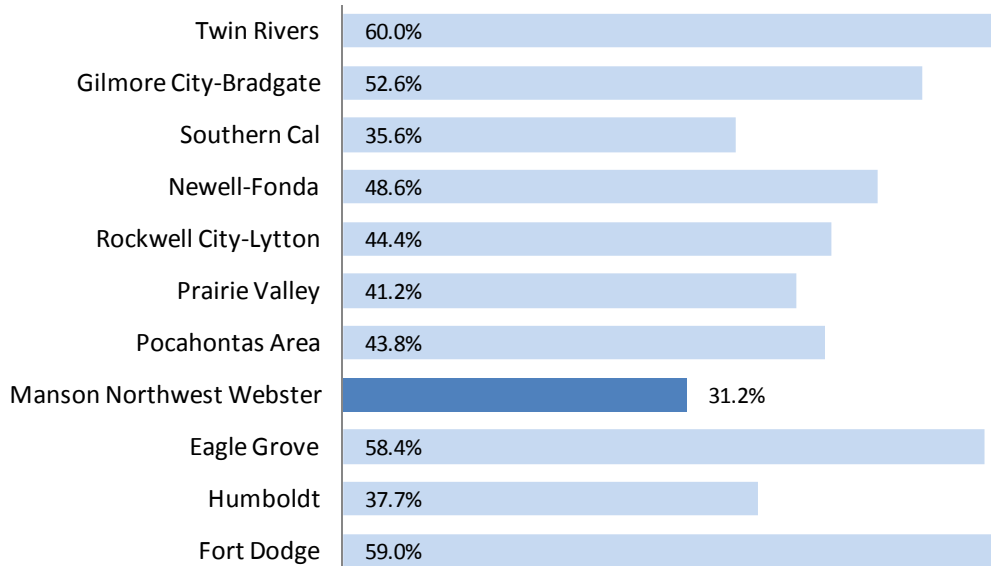 Twin Rivers 60.0%
Gilmore City-Bradgate 52.6%
Southern Cal 35.6%
Newell-Fonda 48.6%
Rockwell City-Lytton 44.4%
Prairie Valley 41.2%
Pocahontas Area 43.8%
Manson Northwest Webster 31.2%
Eagle Grove 58.4%
Humboldt 37.7%
Fort Dodge 59.0%